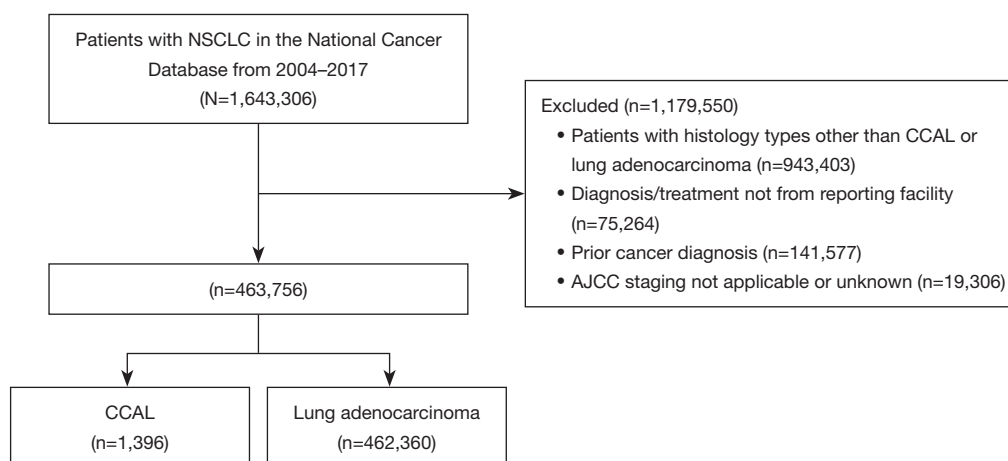 Patients with NSCLC in the National Cancer
Database from 2004–2017
(N=1,643,306)
Excluded (n=1,179,550)
• Patients with histology types other than CCAL or
lung adenocarcinoma (n=943,403)
• Diagnosis/treatment not from reporting facility
(n=75,264)
• Prior cancer diagnosis (n=141,577)
• AJCC staging not applicable or unknown (n=19,306)
(n=463,756)
CCAL
(n=1,396)
Lung adenocarcinoma
(n=462,360)